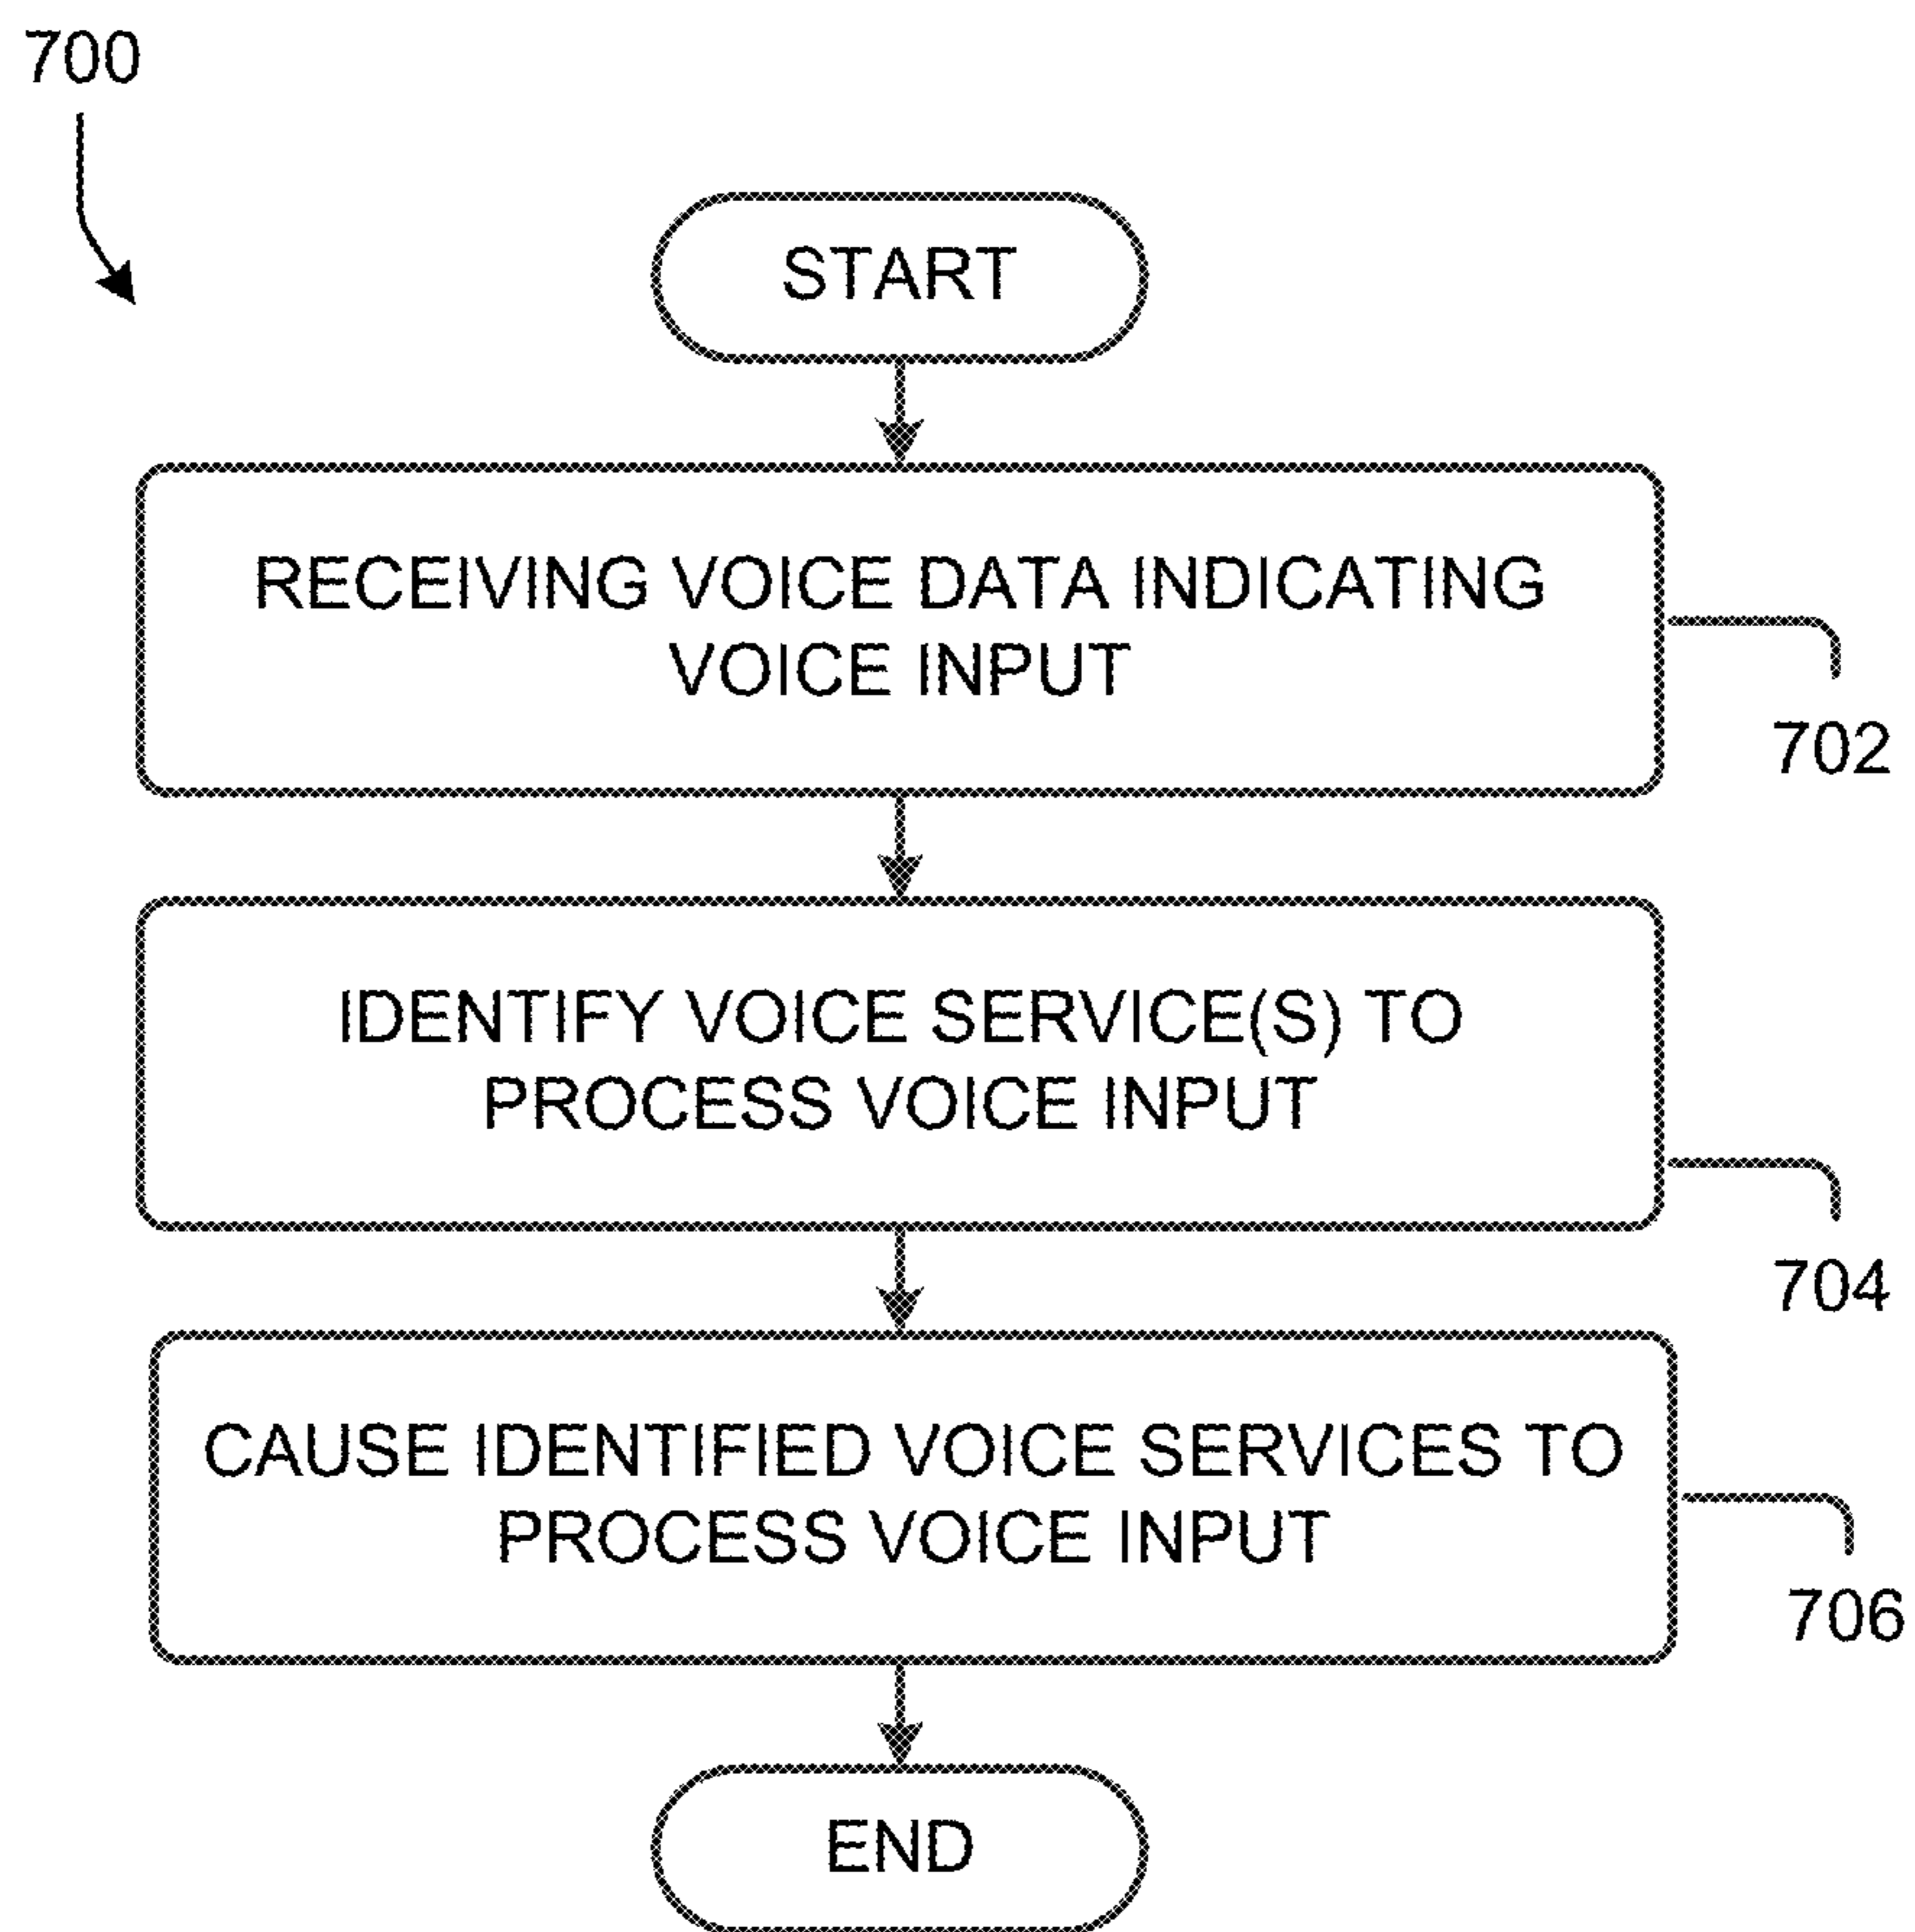 700
START
RECEIVING VOICE DATA INDICATING
VOICE INPUT
702
IDENTIFY VOICE SERVICE(S) TO
PROCESS VOICE INPUT
704
CAUSE IDENTIFIED VOICE SERVICES TO
PROCESS VOICE INPUT
706
END